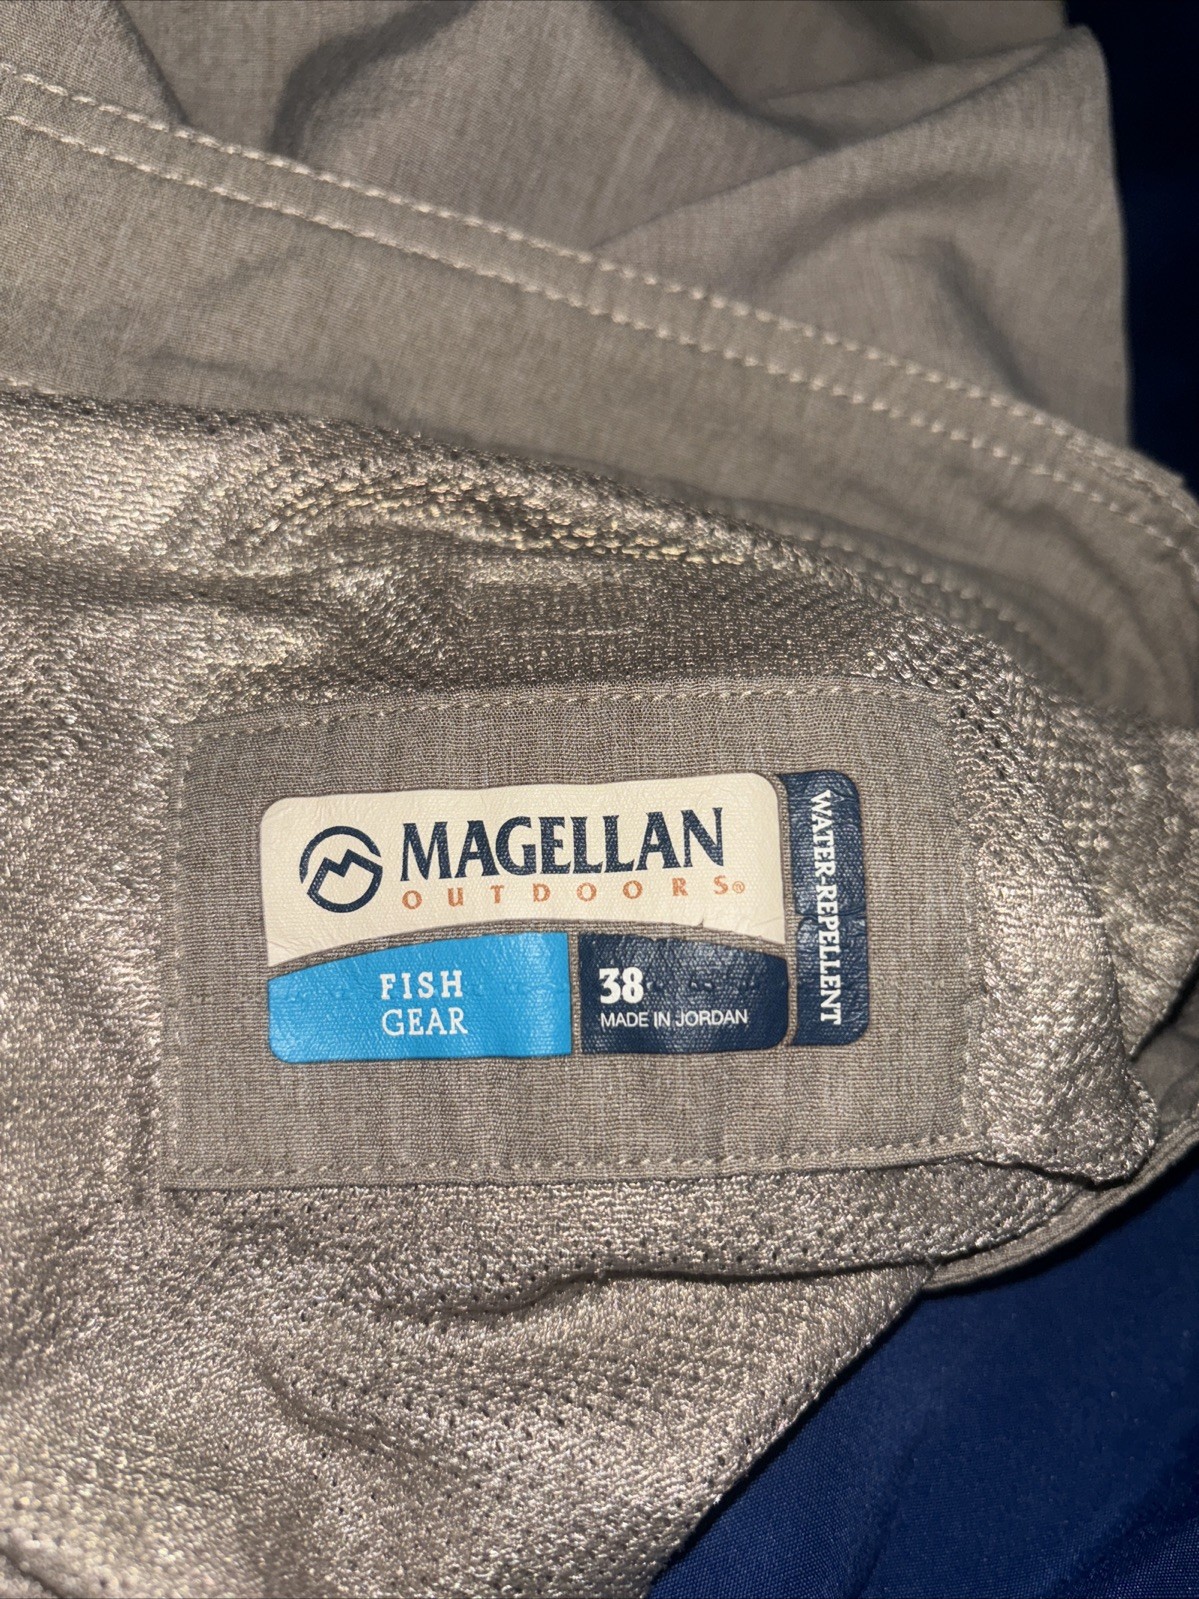 MAGELLAN
OUTDOORS®
FISH
GEAR
38
MADE IN JORDAN
WATER-REPELLENT